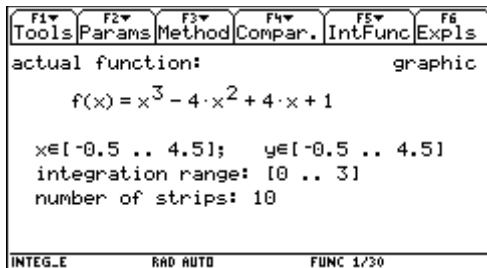 F1▼ F2▼ F3▼ F4▼ F5▼ F6
Tools Params Method Compar. IntFunc Expls
actual function: graphic
f(x) = x³ − 4·x² + 4·x + 1
x∈[⁻0.5 .. 4.5]; y∈[⁻0.5 .. 4.5]
integration range: [0 .. 3]
number of strips: 10
INTEG_E RAD AUTO FUNC 1/30